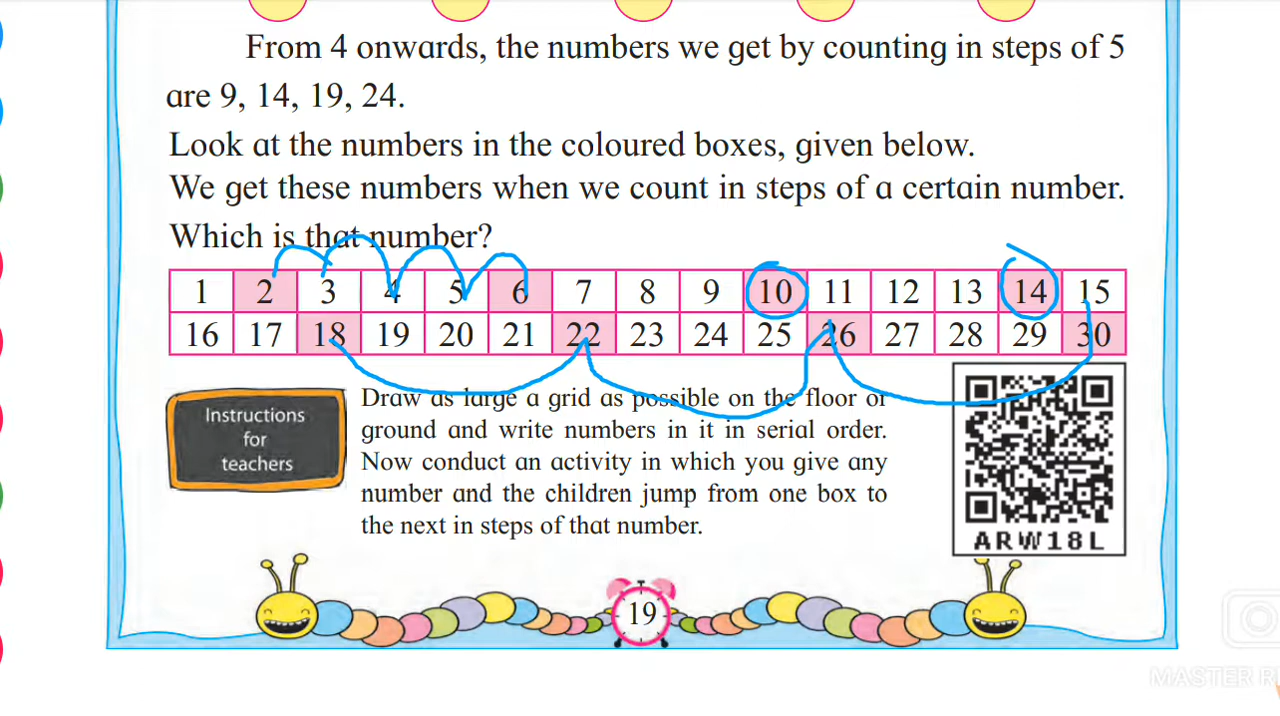 From 4 onwards, the numbers we get by counting in steps of 5
are 9, 14, 19, 24.
Look at the numbers in the coloured boxes, given below.
We get these numbers when we count in steps of a certain number.
Which is that number?
1 2 3 4 5 6 7 8 9 10 11 12 13 14 15
16 17 18 19 20 21 22 23 24 25 26 27 28 29 30
Instructions
for
teachers
Draw as large a grid as possible on the floor or
ground and write numbers in it in serial order.
Now conduct an activity in which you give any
number and the children jump from one box to
the next in steps of that number.
ARW18L
19